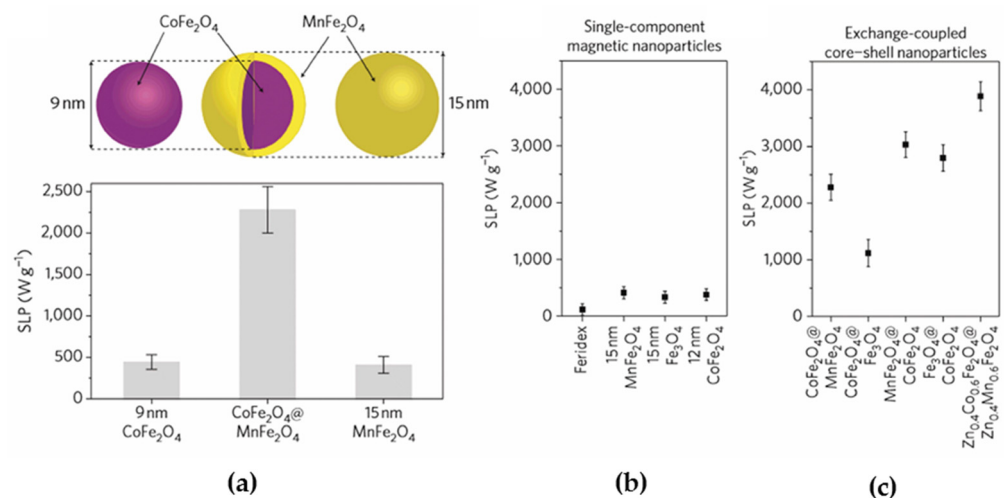 CoFe₂O₄
MnFe₂O₄
9 nm
15 nm
SLP (W g⁻¹)
2,500
2,000
1,500
1,000
500
0
9 nm
CoFe₂O₄
CoFe₂O₄@
MnFe₂O₄
15 nm
MnFe₂O₄
(a)
Single-component
magnetic nanoparticles
SLP (W g⁻¹)
4,000
3,000
2,000
1,000
0
Feridex
15 nm
MnFe₂O₄
15 nm
Fe₃O₄
12 nm
CoFe₂O₄
(b)
Exchange-coupled
core–shell nanoparticles
SLP (W g⁻¹)
4,000
3,000
2,000
1,000
0
CoFe₂O₄@
MnFe₂O₄
CoFe₂O₄@
Fe₃O₄
MnFe₂O₄@
CoFe₂O₄
Fe₃O₄@
CoFe₂O₄
Zn₀.₄Co₀.₆Fe₂O₄@
Zn₀.₄Mn₀.₆Fe₂O₄
(c)